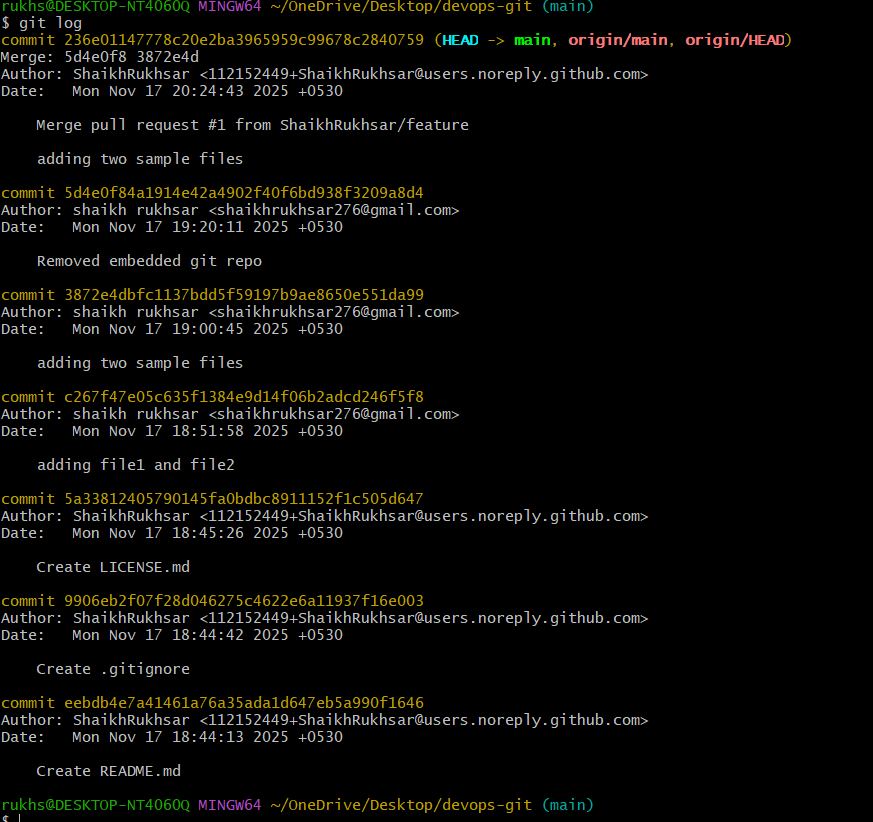 rukhs@DESKTOP-NT4060Q MINGW64 ~/OneDrive/Desktop/devops-git (main)
$ git log
commit 236e01147778c20e2ba3965959c99678c2840759 (HEAD -> main, origin/main, origin/HEAD)
Merge: 5d4e0f8 3872e4d
Author: ShaikhRukhsar <112152449+ShaikhRukhsar@users.noreply.github.com>
Date:   Mon Nov 17 20:24:43 2025 +0530

    Merge pull request #1 from ShaikhRukhsar/feature

    adding two sample files

commit 5d4e0f84a1914e42a4902f40f6bd938f3209a8d4
Author: shaikh rukhsar <shaikhrukhsar276@gmail.com>
Date:   Mon Nov 17 19:20:11 2025 +0530

    Removed embedded git repo

commit 3872e4dbfc1137bdd5f59197b9ae8650e551da99
Author: shaikh rukhsar <shaikhrukhsar276@gmail.com>
Date:   Mon Nov 17 19:00:45 2025 +0530

    adding two sample files

commit c267f47e05c635f1384e9d14f06b2adcd246f5f8
Author: shaikh rukhsar <shaikhrukhsar276@gmail.com>
Date:   Mon Nov 17 18:51:58 2025 +0530

    adding file1 and file2

commit 5a33812405790145fa0bdbc8911152f1c505d647
Author: ShaikhRukhsar <112152449+ShaikhRukhsar@users.noreply.github.com>
Date:   Mon Nov 17 18:45:26 2025 +0530

    Create LICENSE.md

commit 9906eb2f07f28d046275c4622e6a11937f16e003
Author: ShaikhRukhsar <112152449+ShaikhRukhsar@users.noreply.github.com>
Date:   Mon Nov 17 18:44:42 2025 +0530

    Create .gitignore

commit eebdb4e7a41461a76a35ada1d647eb5a990f1646
Author: ShaikhRukhsar <112152449+ShaikhRukhsar@users.noreply.github.com>
Date:   Mon Nov 17 18:44:13 2025 +0530

    Create README.md

rukhs@DESKTOP-NT4060Q MINGW64 ~/OneDrive/Desktop/devops-git (main)
$